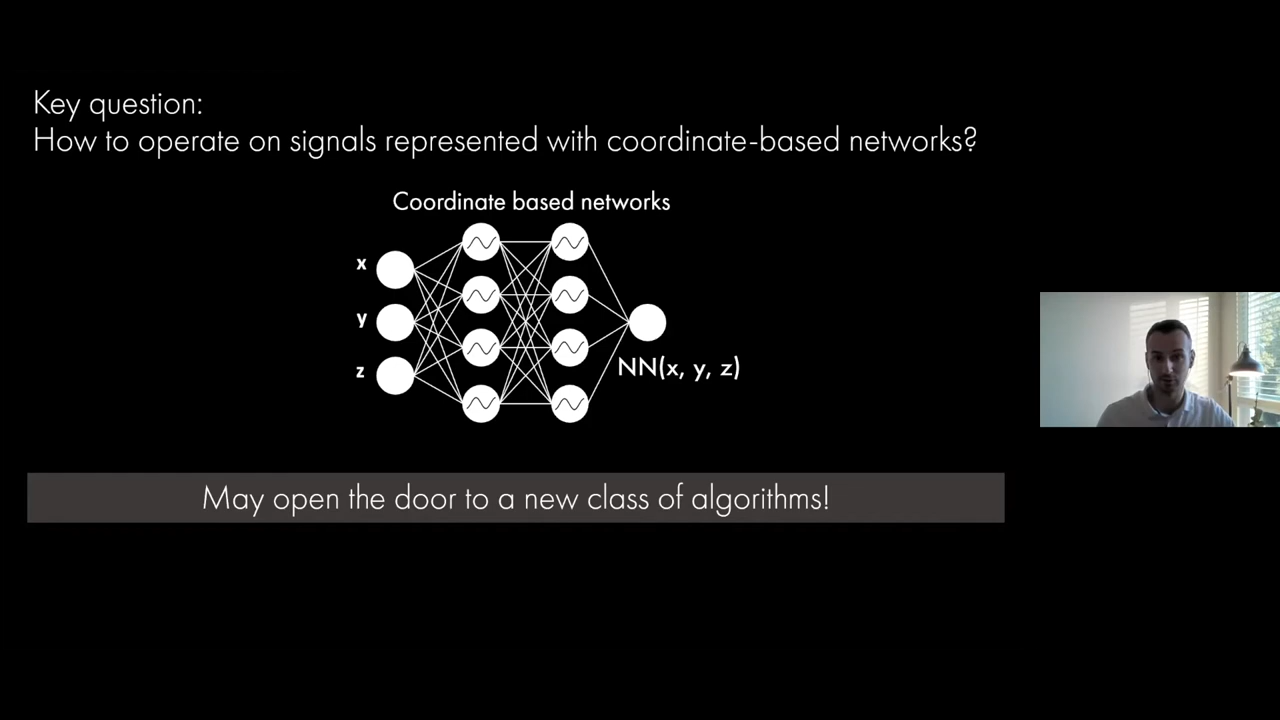 Key question:
How to operate on signals represented with coordinate-based networks?
Coordinate based networks
x
y
z
NN(x, y, z)
May open the door to a new class of algorithms!